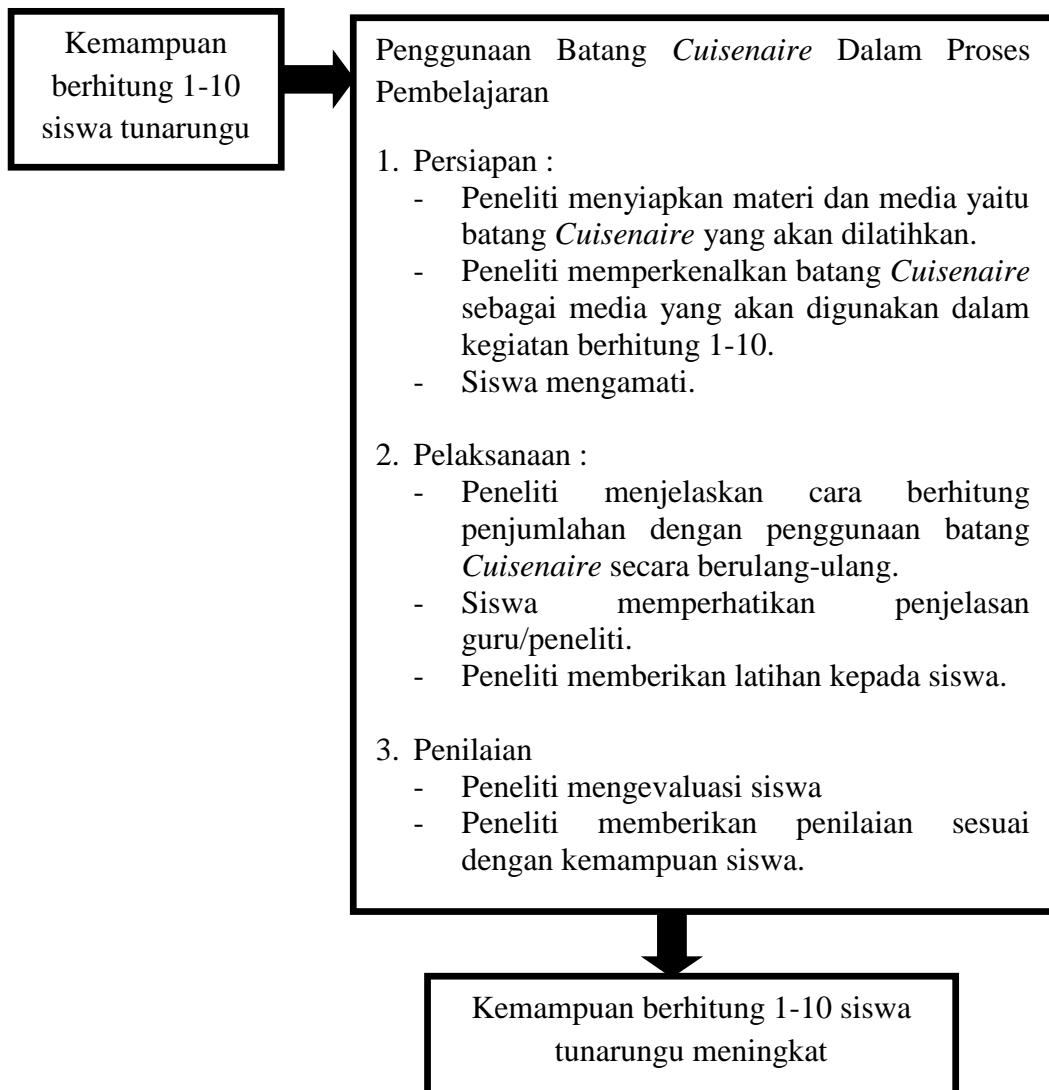 Kemampuan
berhitung 1-10
siswa tunarungu
Penggunaan Batang Cuisenaire Dalam Proses
Pembelajaran
1. Persiapan :
- Peneliti menyiapkan materi dan media yaitu
batang Cuisenaire yang akan dilatihkan.
- Peneliti memperkenalkan batang Cuisenaire
sebagai media yang akan digunakan dalam
kegiatan berhitung 1-10.
- Siswa mengamati.
2. Pelaksanaan :
- Peneliti menjelaskan cara berhitung
penjumlahan dengan penggunaan batang
Cuisenaire secara berulang-ulang.
- Siswa memperhatikan penjelasan
guru/peneliti.
- Peneliti memberikan latihan kepada siswa.
3. Penilaian
- Peneliti mengevaluasi siswa
- Peneliti memberikan penilaian sesuai
dengan kemampuan siswa.
Kemampuan berhitung 1-10 siswa
tunarungu meningkat